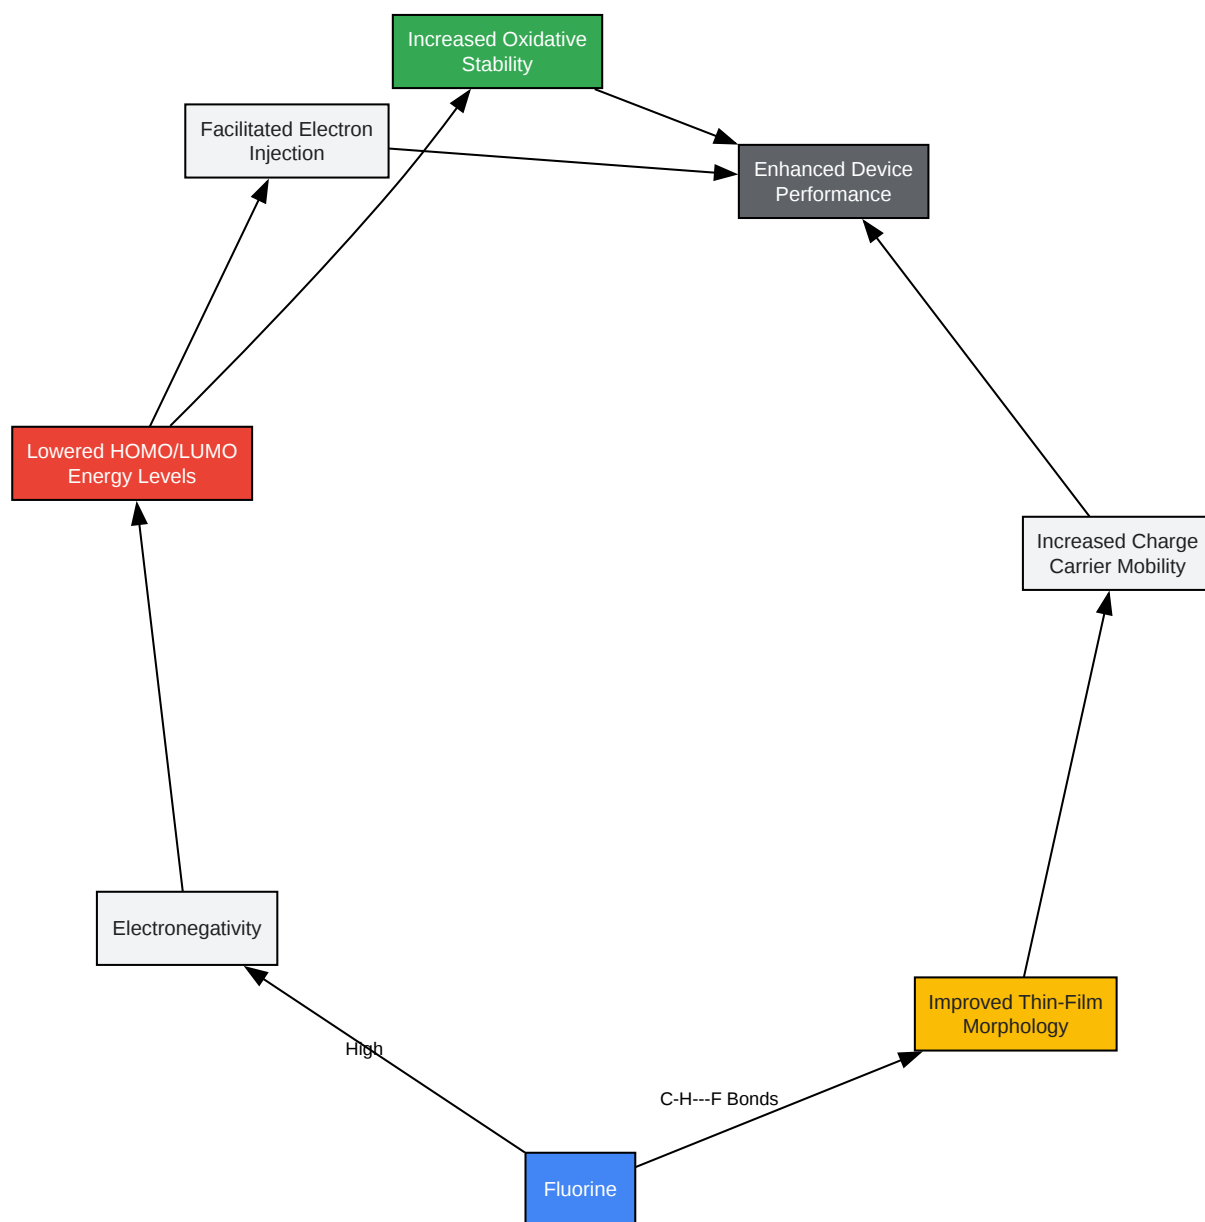 Increased Oxidative
Stability
Facilitated Electron
Injection
Enhanced Device
Performance
Lowered HOMO/LUMO
Energy Levels
Increased Charge
Carrier Mobility
Electronegativity
Improved Thin-Film
Morphology
High
C-H---F Bonds
Fluorine